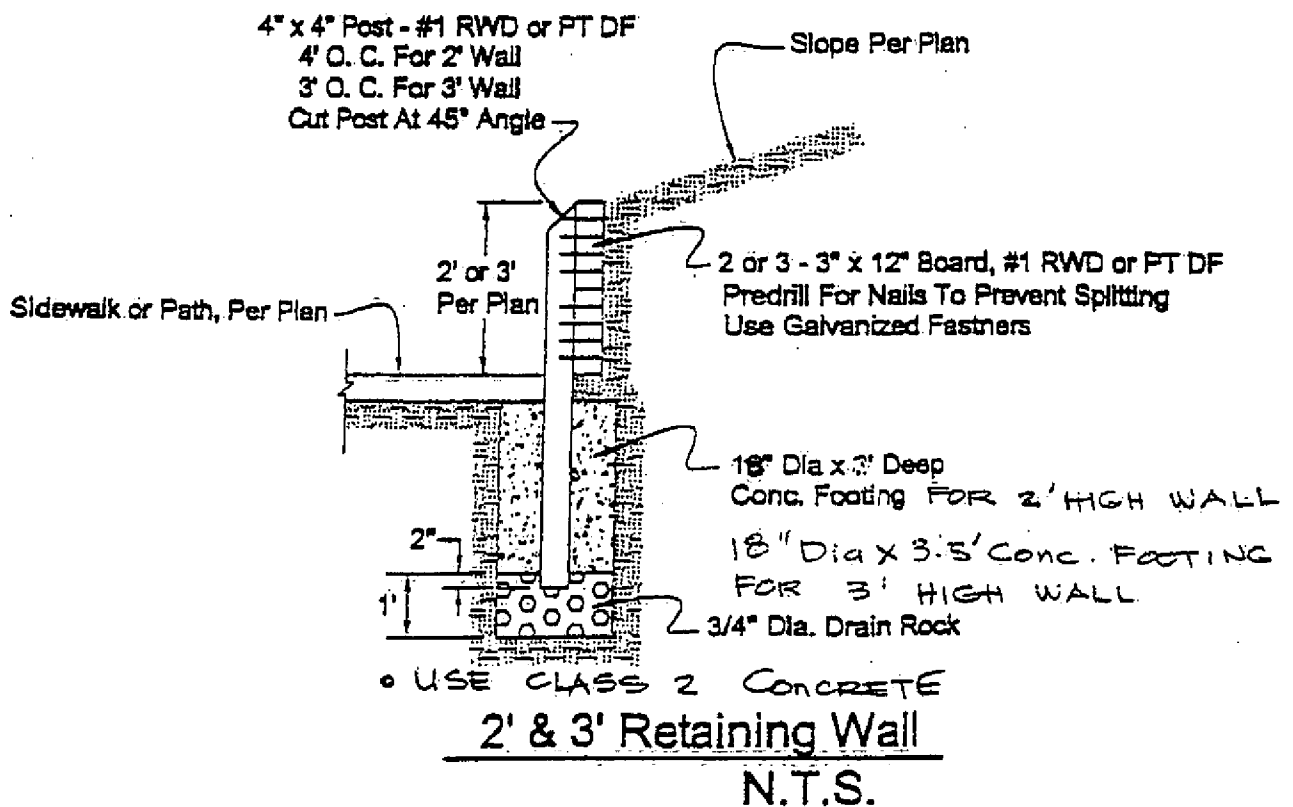 4" x 4" Post - #1 RWD or PT DF
4' O. C. For 2' Wall
3' O. C. For 3' Wall
Cut Post At 45° Angle
Slope Per Plan
2' or 3'
Per Plan
2 or 3 - 3" x 12" Board, #1 RWD or PT DF
Predrill For Nails To Prevent Splitting
Use Galvanized Fastners
Sidewalk or Path, Per Plan
18" Dia x 3' Deep
Conc. Footing FOR 2' HIGH WALL
18" Dia X 3.5' Conc. FOOTING
FOR 3' HIGH WALL
2"
1'
3/4" Dia. Drain Rock
• USE CLASS 2 CONCRETE
2' & 3' Retaining Wall
N.T.S.